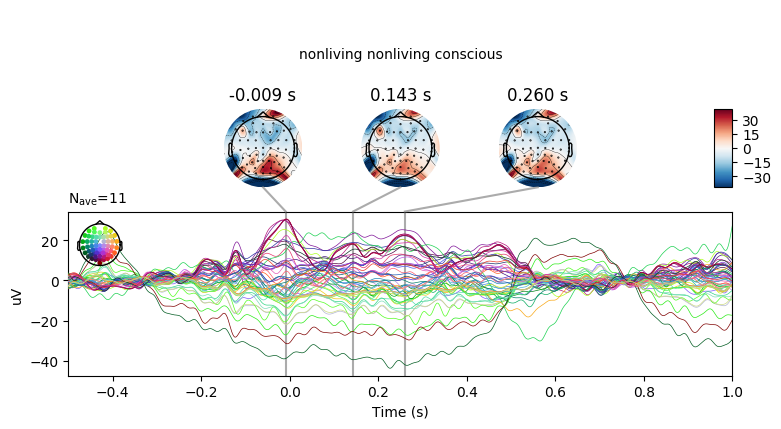 nonliving nonliving conscious
-0.009 s 0.143 s 0.260 s
30
15
0
−15
−30
Nave=11
20
0
−20
−40
uV
−0.4 −0.2 0.0 0.2 0.4 0.6 0.8 1.0
Time (s)